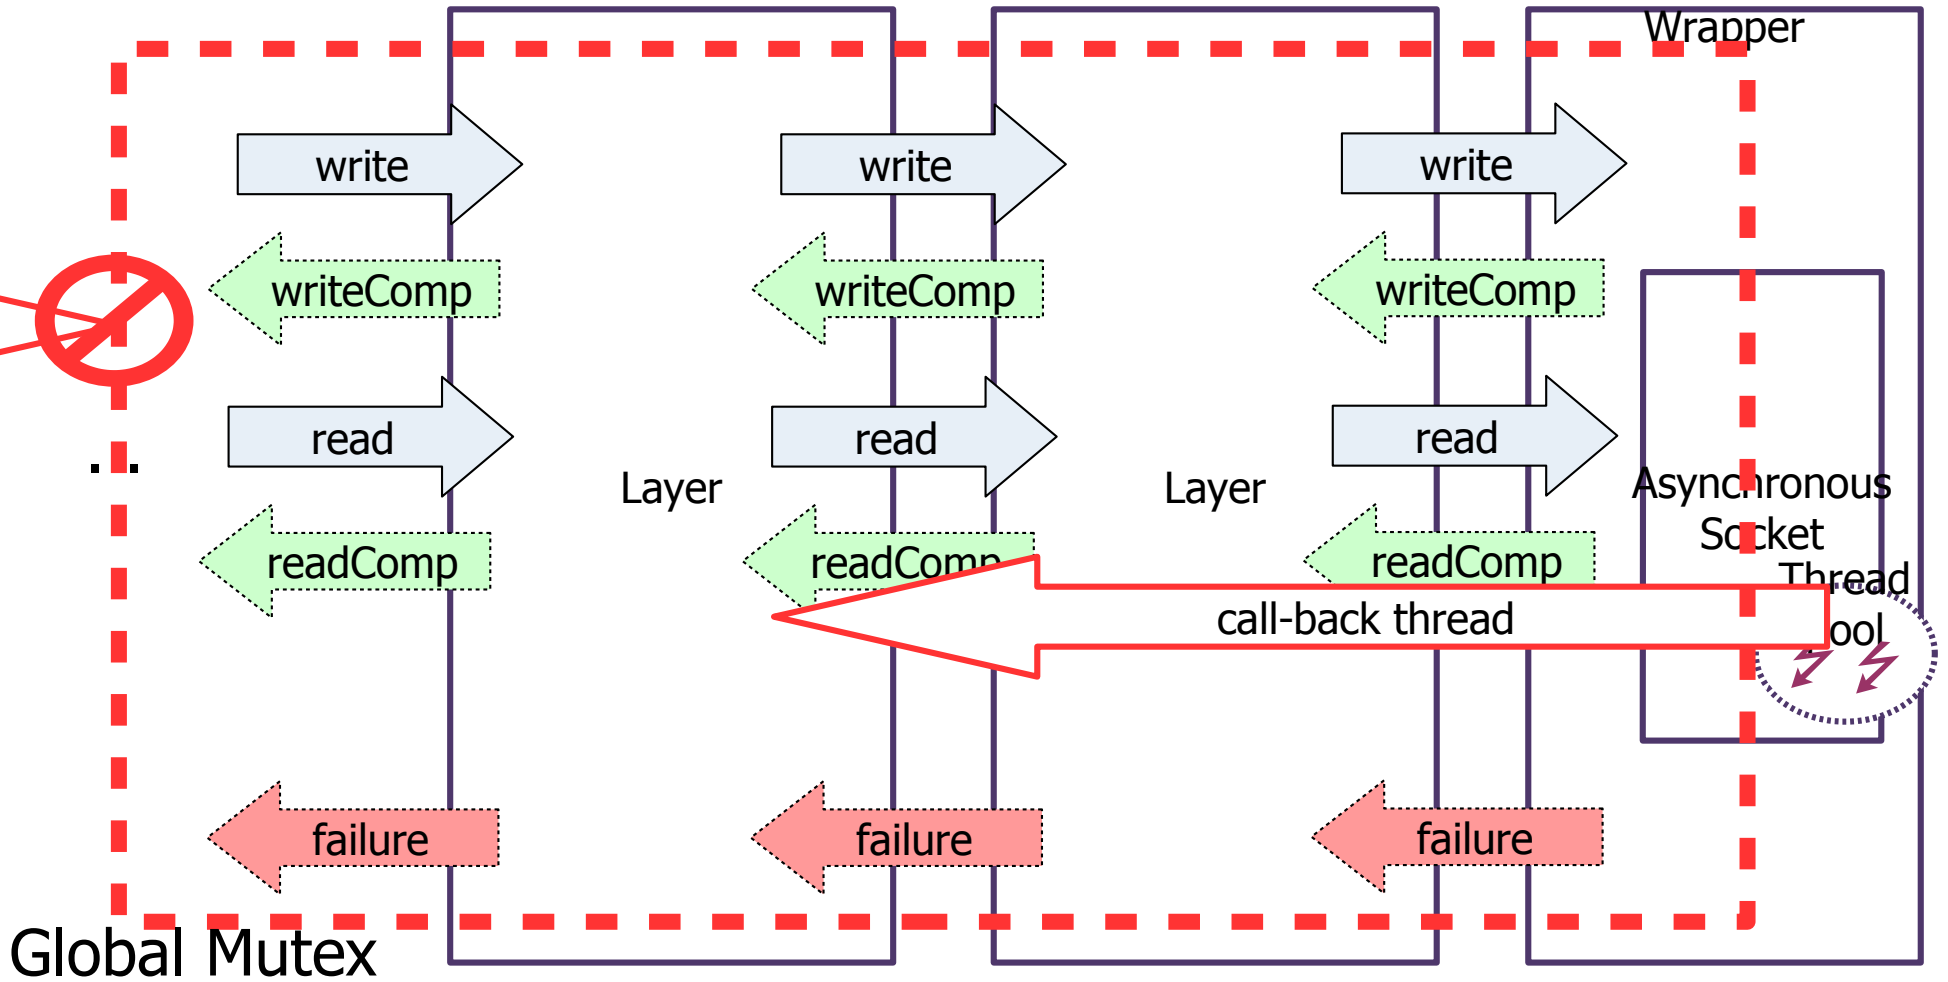 Wrapper
write
write
write
writeComp
writeComp
writeComp
read
read
read
Layer
Layer
Asynchronous
Socket
readComp
readComp
readComp
Thread
call-back thread
failure
failure
failure
Global Mutex